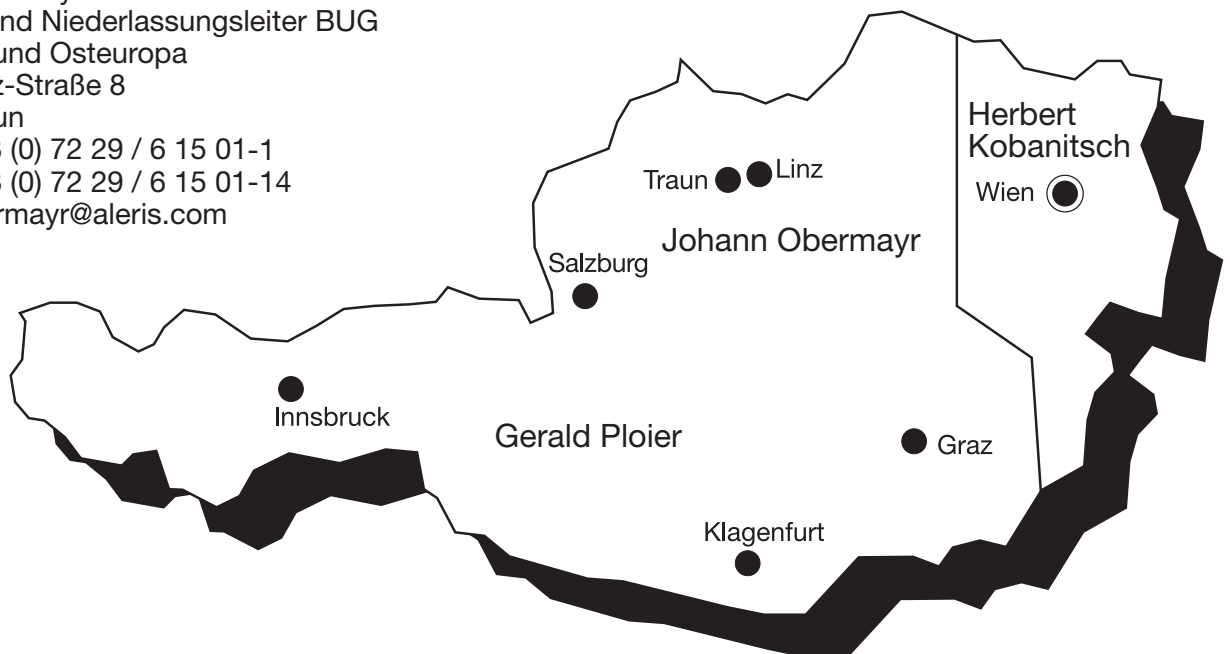 nd Niederlassungsleiter BUG
und Osteuropa
z-Straße 8
un
(0) 72 29 / 6 15 01-1
(0) 72 29 / 6 15 01-14
rmayr@aleris.com
Herbert
Kobanitsch
Wien
Traun
Linz
Johann Obermayr
Salzburg
Innsbruck
Gerald Ploier
Graz
Klagenfurt